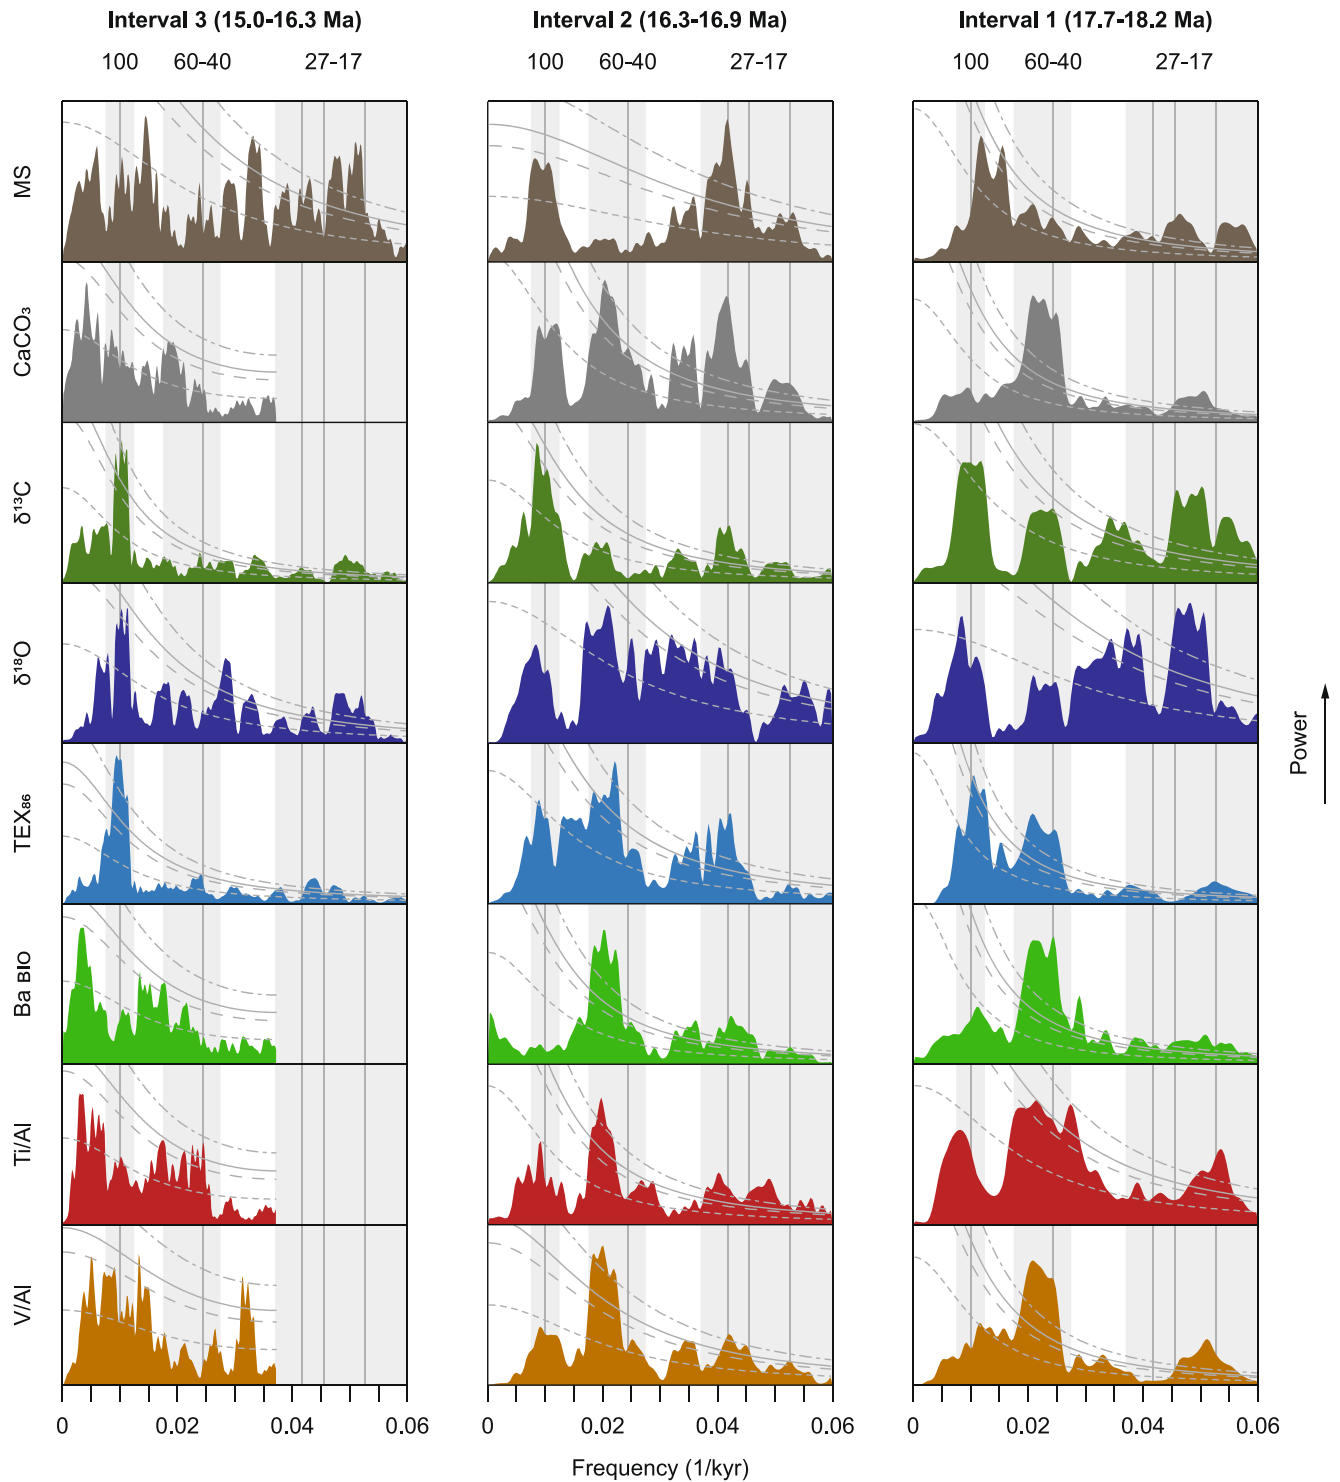 Interval 3 (15.0-16.3 Ma) Interval 2 (16.3-16.9 Ma) Interval 1 (17.7-18.2 Ma)
100 60-40 27-17 100 60-40 27-17 100 60-40 27-17
MS
CaCO₃
δ¹³C
δ¹⁸O
TEX₈₆
Ba BIO
Ti/Al
V/Al
Power
0 0.02 0.04 0.06 0 0.02 0.04 0.06 0 0.02 0.04 0.06
Frequency (1/kyr)